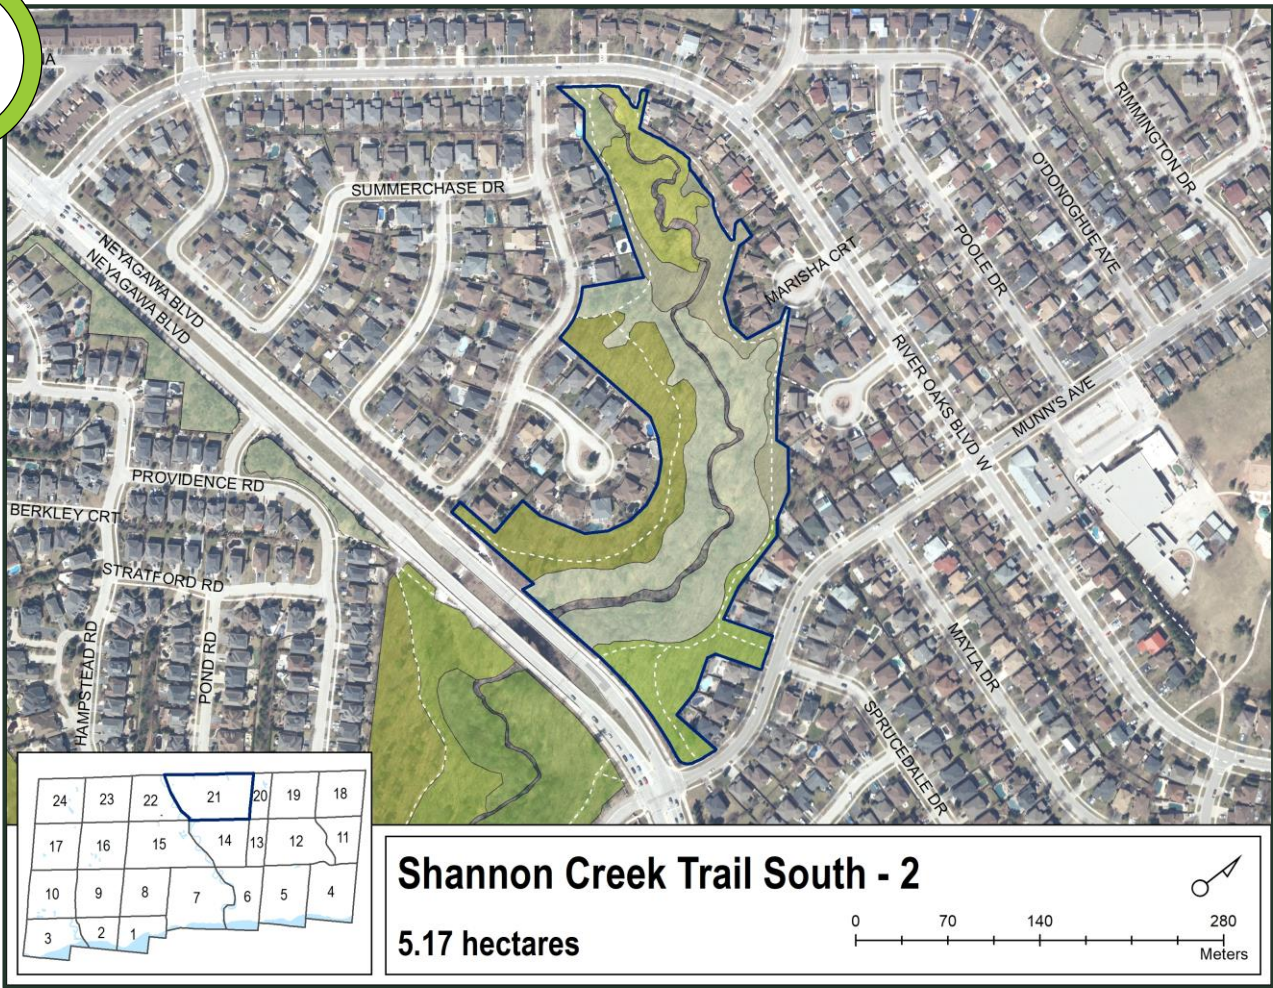 NA
SUMMERCHASE DR
NEYAGAWA BLVD
NEYAGAWA BLVD
RIMMINGTON DR
O'DONOGHUE AVE
POOLE DR
MARISHA CRT
RIVER OAKS BLVD W
MUNN'S AVE
PROVIDENCE RD
BERKLEY CRT
STRATFORD RD
HAMPSTEAD RD
POND RD
MAYLA DR
SPRUCEDALE DR
24 23 22 21 20 19 18
17 16 15 14 13 12 11
10 9 8 7 6 5 4
3 2 1
Shannon Creek Trail South - 2
5.17 hectares
0 70 140 280
Meters